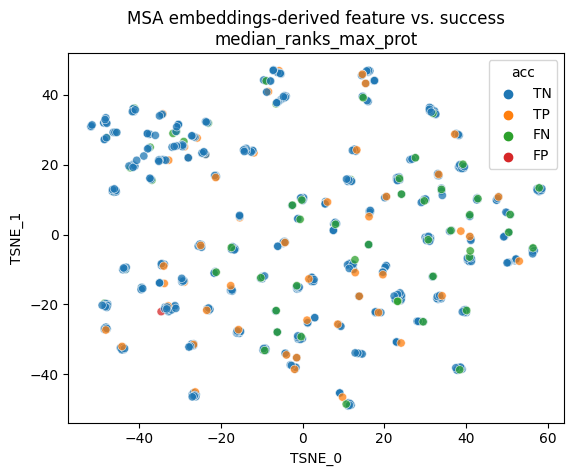 MSA embeddings-derived feature vs. success
median_ranks_max_prot
acc
TN
TP
FN
FP
40
20
0
−20
−40
TSNE_1
−40
−20
0
20
40
60
TSNE_0